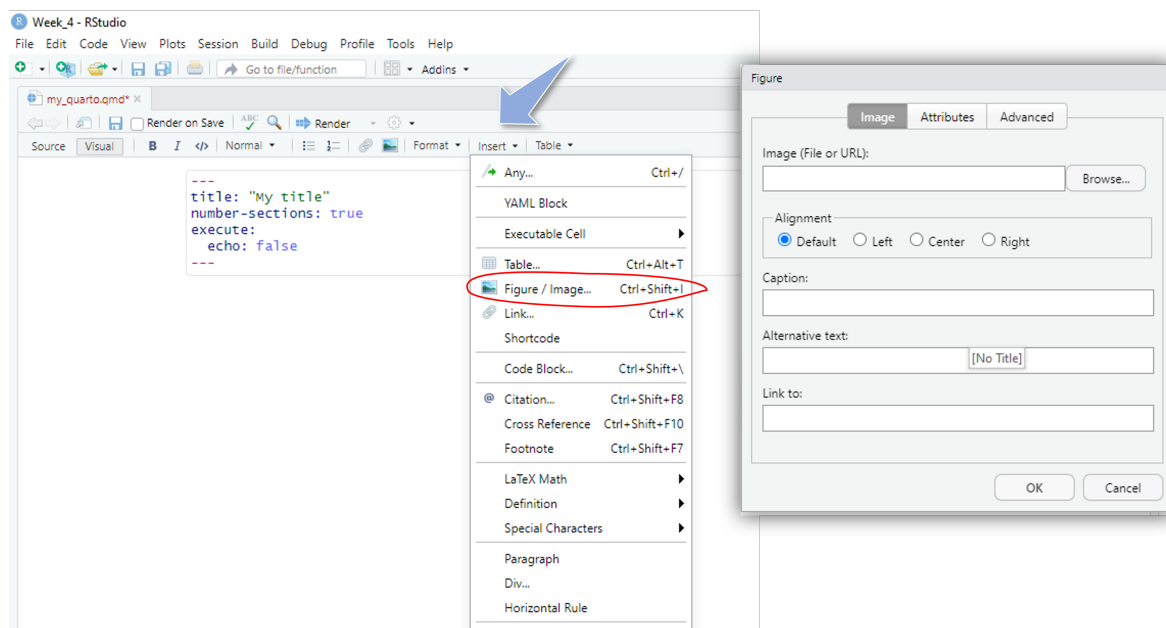 Week_4 - RStudio
File Edit Code View Plots Session Build Debug Profile Tools Help
Go to file/function Addins
my_quarto.qmd*
Render on Save ABC Render
Source Visual B I </> Normal Format Insert Table
---
title: "My title"
number-sections: true
execute:
  echo: false
---
Any... Ctrl+/
YAML Block
Executable Cell
Table... Ctrl+Alt+T
Figure / Image... Ctrl+Shift+I
Link... Ctrl+K
Shortcode
Code Block... Ctrl+Shift+\
@ Citation... Ctrl+Shift+F8
Cross Reference Ctrl+Shift+F10
Footnote Ctrl+Shift+F7
LaTeX Math
Definition
Special Characters
Paragraph
Div...
Horizontal Rule
Figure
Image Attributes Advanced
Image (File or URL):
Browse...
Alignment
Default Left Center Right
Caption:
Alternative text:
[No Title]
Link to:
OK Cancel